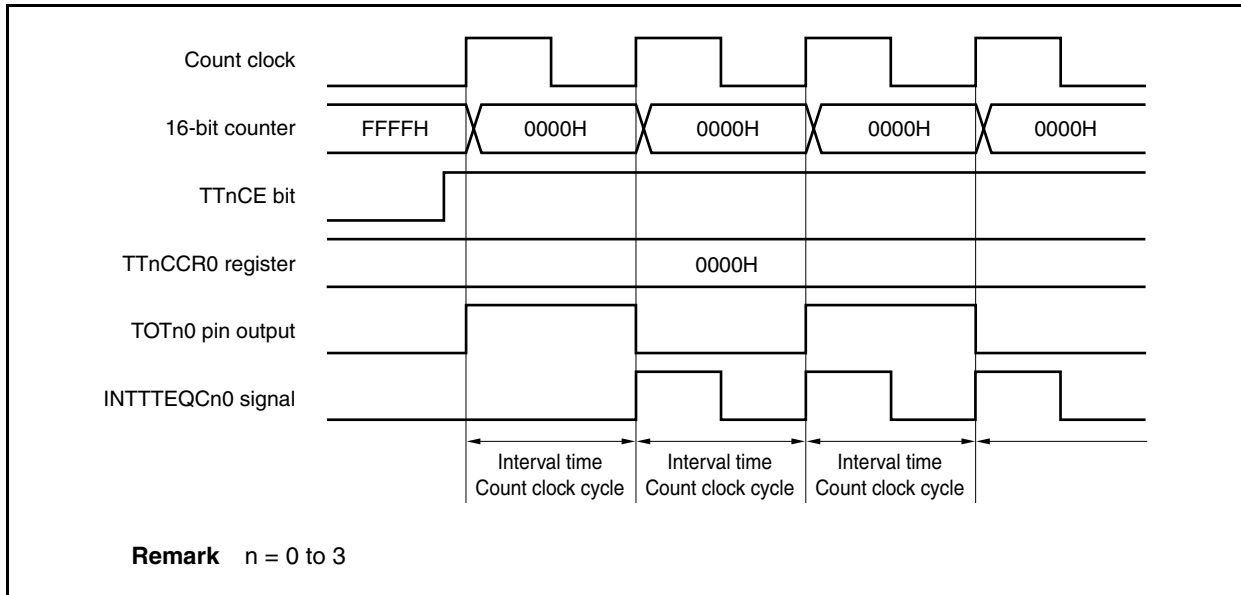 Count clock
16-bit counter
FFFFH
0000H
0000H
0000H
0000H
TTnCE bit
TTnCCR0 register
0000H
TOTn0 pin output
INTTTEQCn0 signal
Interval time
Count clock cycle
Interval time
Count clock cycle
Interval time
Count clock cycle
Remark n = 0 to 3